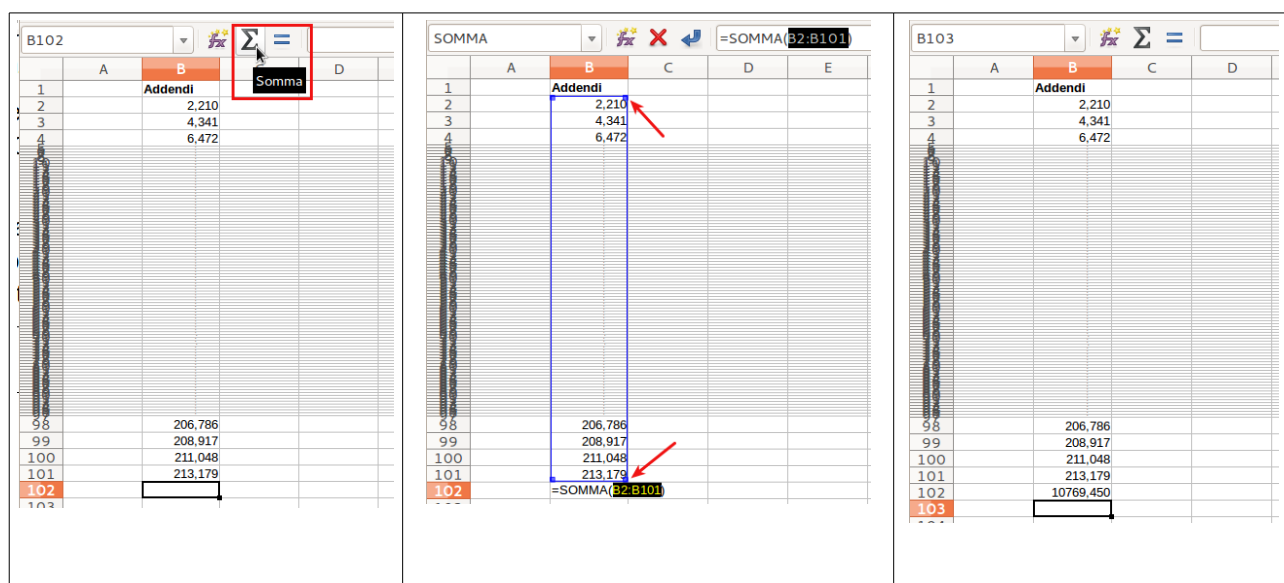 B102
Somma
A B D
1 Addendi
2 2,210
3 4,341
4 6,472
98 206,786
99 208,917
100 211,048
101 213,179
102
103
SOMMA =SOMMA(B2:B101)
A B C D E
1 Addendi
2 2,210
3 4,341
4 6,472
98 206,786
99 208,917
100 211,048
101 213,179
102 =SOMMA(B2:B101)
B103
A B C D
1 Addendi
2 2,210
3 4,341
4 6,472
98 206,786
99 208,917
100 211,048
101 213,179
102 10769,450
103